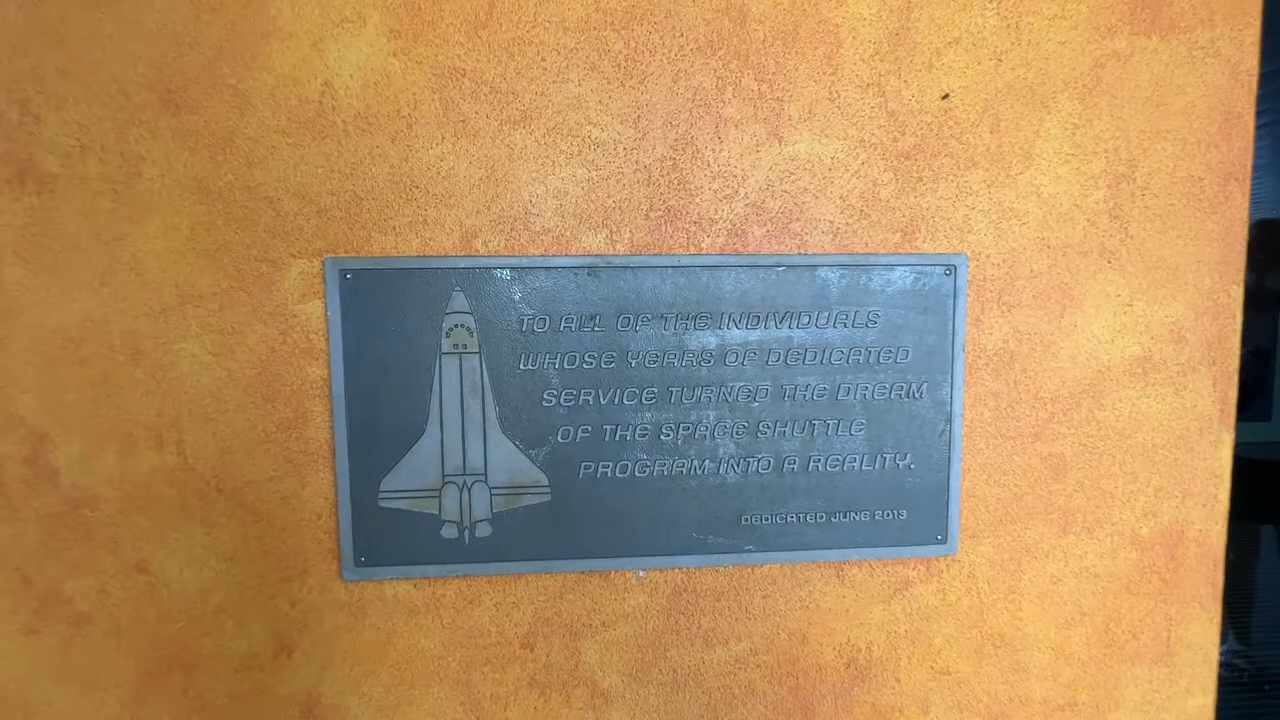 TO ALL OF THE INDIVIDUALS
WHOSE YEARS OF DEDICATED
SERVICE TURNED THE DREAM
OF THE SPACE SHUTTLE
PROGRAM INTO A REALITY.
DEDICATED JUNE 2013